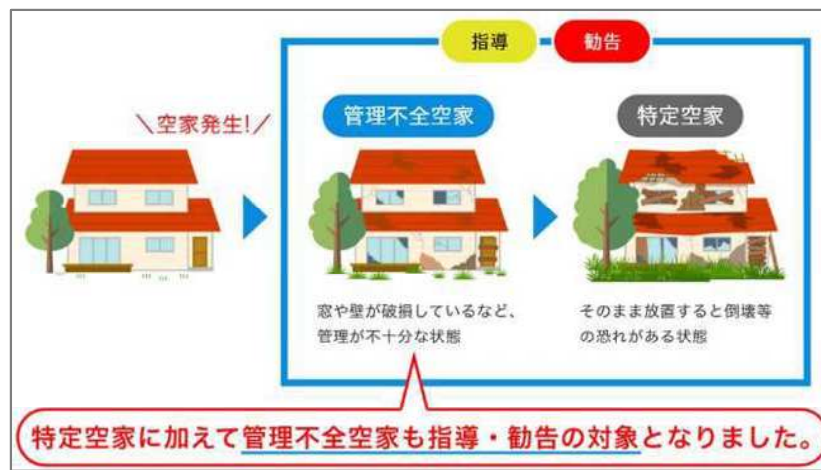 指導
勧告
＼空家発生!／
管理不全空家
特定空家
窓や壁が破損しているなど、
管理が不十分な状態
そのまま放置すると倒壊等
の恐れがある状態
特定空家に加えて管理不全空家も指導・勧告の対象となりました。